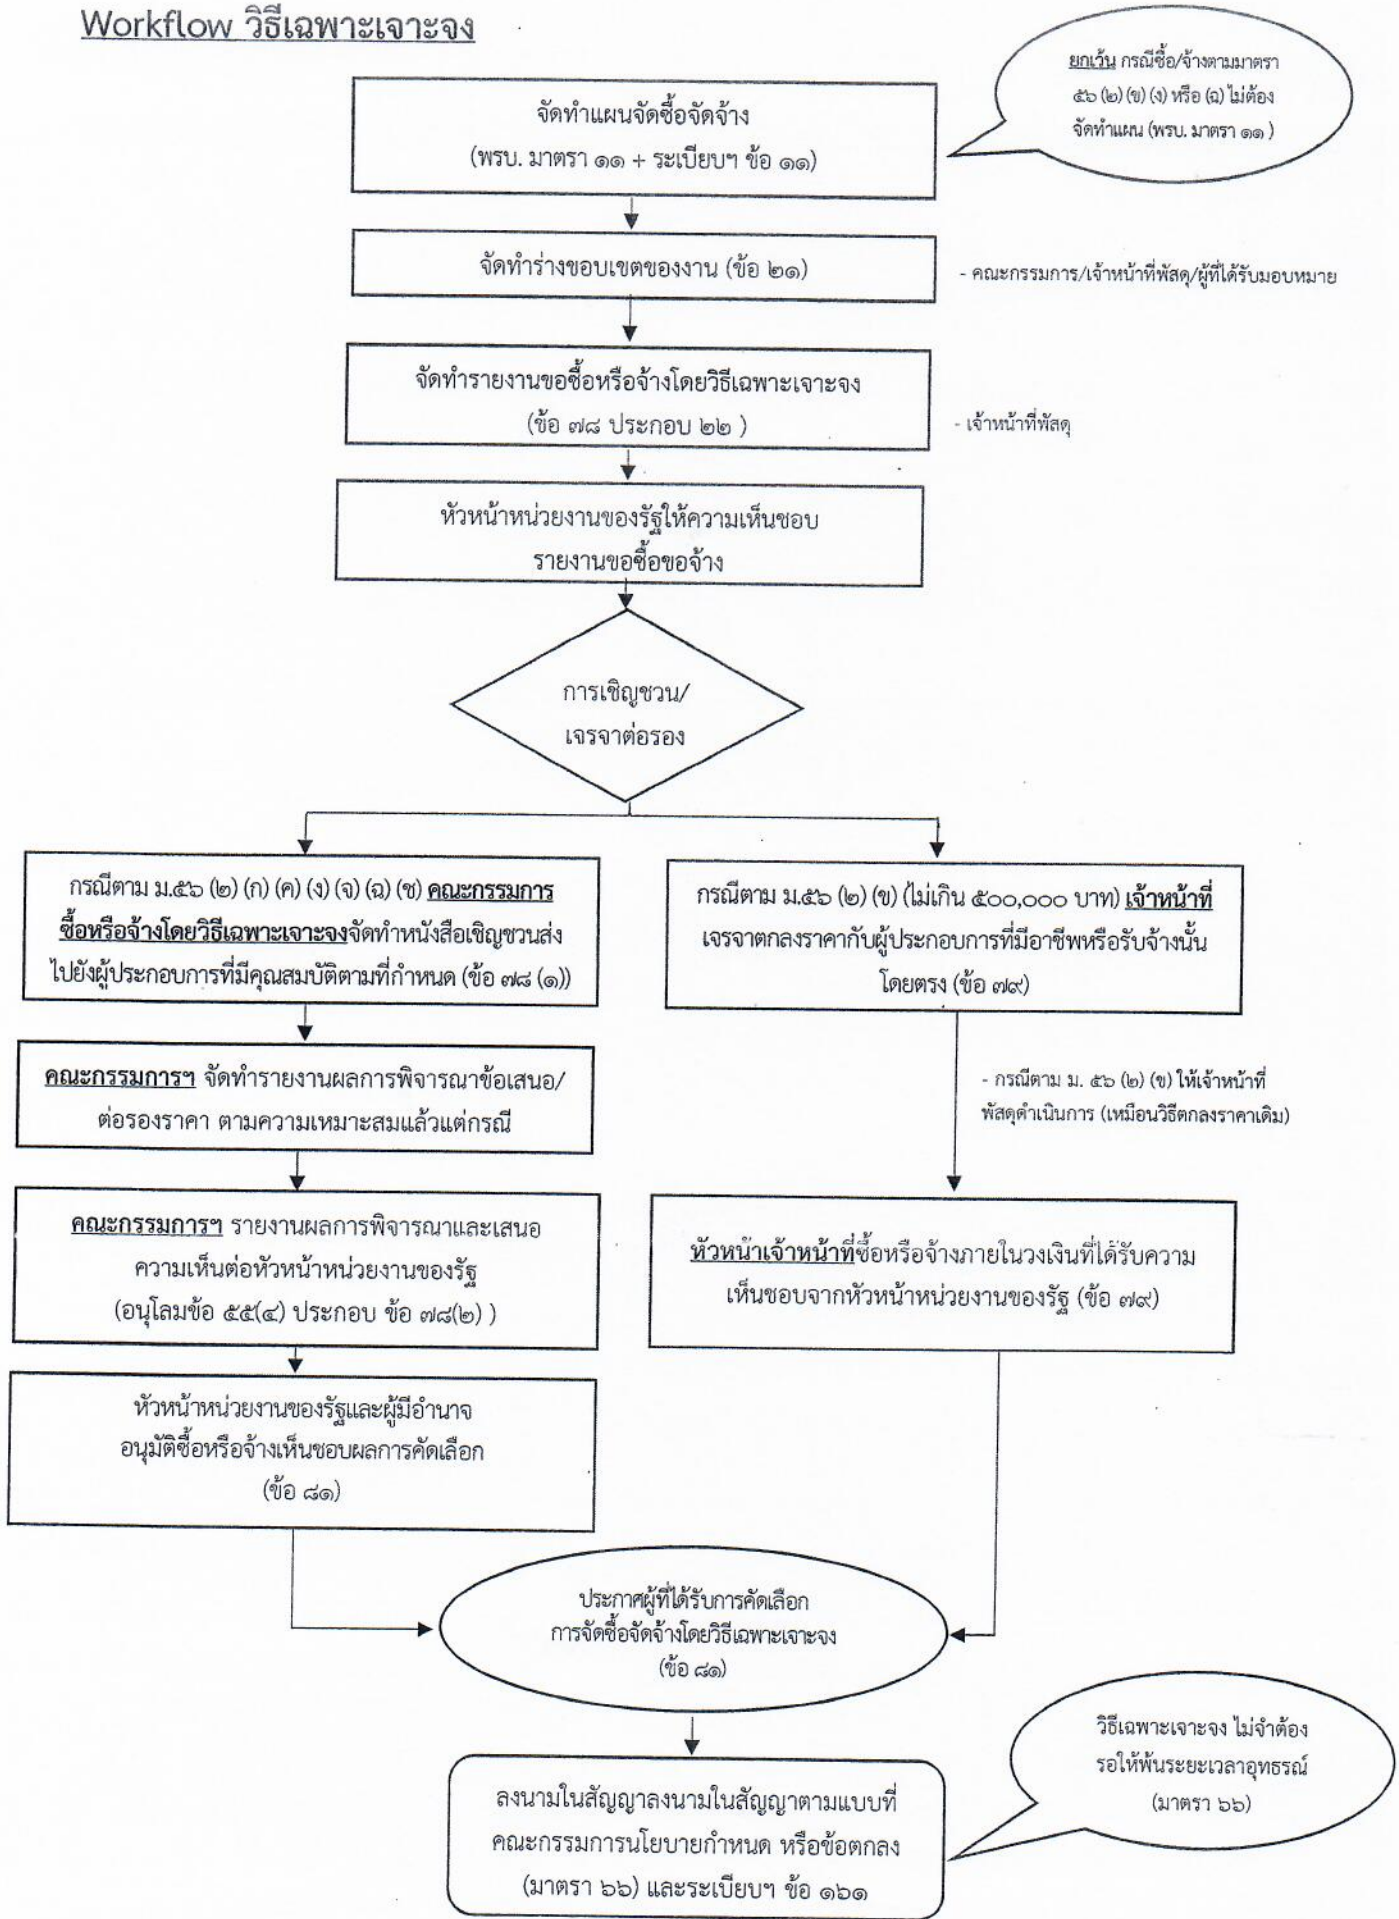 Workflow วิธีเฉพาะเจาะจง
ยกเว้น กรณีซื้อ/จ้างตามมาตรา
๕๖ (๒) (ข) (ง) หรือ (ฉ) ไม่ต้อง
จัดทำแผน (พรบ. มาตรา ๑๑ )
จัดทำแผนจัดซื้อจัดจ้าง
(พรบ. มาตรา ๑๑ + ระเบียบฯ ข้อ ๑๑)
จัดทำร่างขอบเขตของงาน (ข้อ ๒๑)
- คณะกรรมการ/เจ้าหน้าที่พัสดุ/ผู้ที่ได้รับมอบหมาย
จัดทำรายงานขอซื้อหรือจ้างโดยวิธีเฉพาะเจาะจง
(ข้อ ๗๘ ประกอบ ๒๒ )
- เจ้าหน้าที่พัสดุ
หัวหน้าหน่วยงานของรัฐให้ความเห็นชอบ
รายงานขอซื้อขอจ้าง
การเชิญชวน/
เจรจาต่อรอง
กรณีตาม ม.๕๖ (๒) (ก) (ค) (ง) (จ) (ฉ) (ช) คณะกรรมการ
ซื้อหรือจ้างโดยวิธีเฉพาะเจาะจงจัดทำหนังสือเชิญชวนส่ง
ไปยังผู้ประกอบการที่มีคุณสมบัติตามที่กำหนด (ข้อ ๗๘ (๑))
กรณีตาม ม.๕๖ (๒) (ข) (ไม่เกิน ๕๐๐,๐๐๐ บาท) เจ้าหน้าที่
เจรจาตกลงราคากับผู้ประกอบการที่มีอาชีพหรือรับจ้างนั้น
โดยตรง (ข้อ ๗๙)
คณะกรรมการฯ จัดทำรายงานผลการพิจารณาข้อเสนอ/
ต่อรองราคา ตามความเหมาะสมแล้วแต่กรณี
- กรณีตาม ม. ๕๖ (๒) (ข) ให้เจ้าหน้าที่
พัสดุดำเนินการ (เหมือนวิธีตกลงราคาเดิม)
คณะกรรมการฯ รายงานผลการพิจารณาและเสนอ
ความเห็นต่อหัวหน้าหน่วยงานของรัฐ
(อนุโลมข้อ ๕๕(๔) ประกอบ ข้อ ๗๘(๒) )
หัวหน้าเจ้าหน้าที่ซื้อหรือจ้างภายในวงเงินที่ได้รับความ
เห็นชอบจากหัวหน้าหน่วยงานของรัฐ (ข้อ ๗๙)
หัวหน้าหน่วยงานของรัฐและผู้มีอำนาจ
อนุมัติซื้อหรือจ้างเห็นชอบผลการคัดเลือก
(ข้อ ๘๑)
ประกาศผู้ที่ได้รับการคัดเลือก
การจัดซื้อจัดจ้างโดยวิธีเฉพาะเจาะจง
(ข้อ ๘๑)
วิธีเฉพาะเจาะจง ไม่จำต้อง
รอให้พ้นระยะเวลาอุทธรณ์
(มาตรา ๖๖)
ลงนามในสัญญาลงนามในสัญญาตามแบบที่
คณะกรรมการนโยบายกำหนด หรือข้อตกลง
(มาตรา ๖๖) และระเบียบฯ ข้อ ๑๖๑